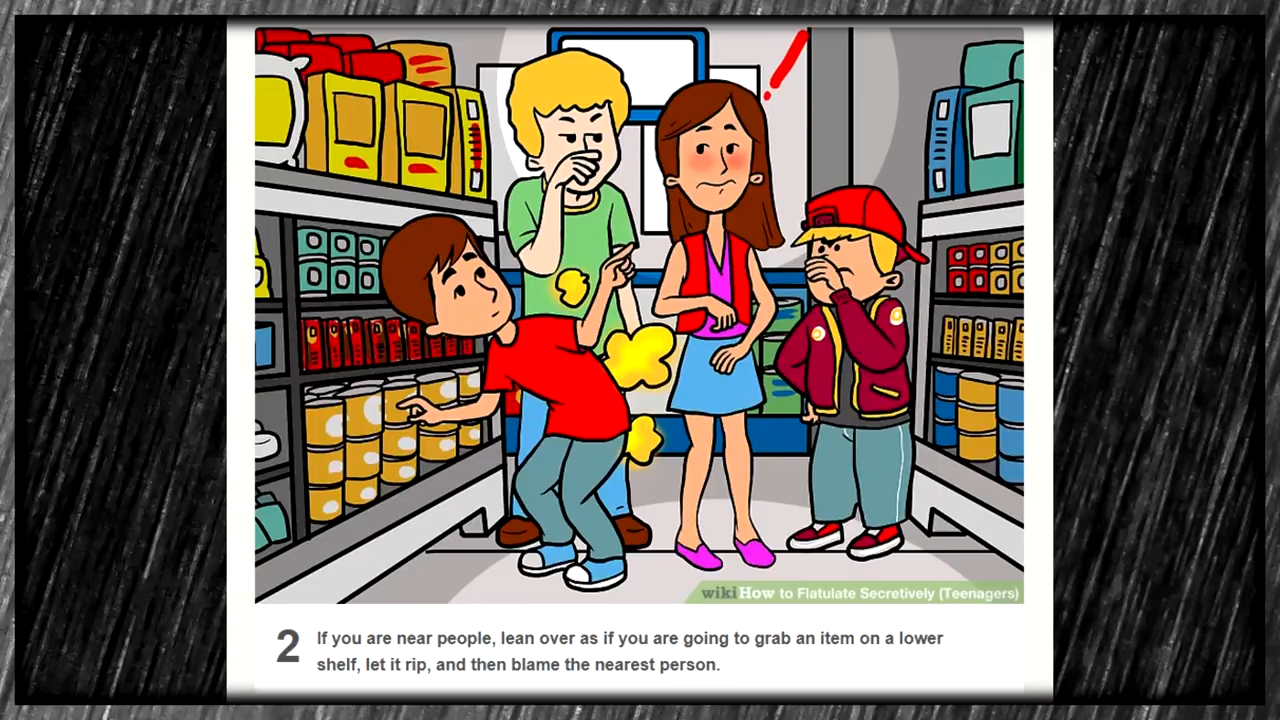 wikiHow to Flatulate Secretively (Teenagers)
2 If you are near people, lean over as if you are going to grab an item on a lower
shelf, let it rip, and then blame the nearest person.